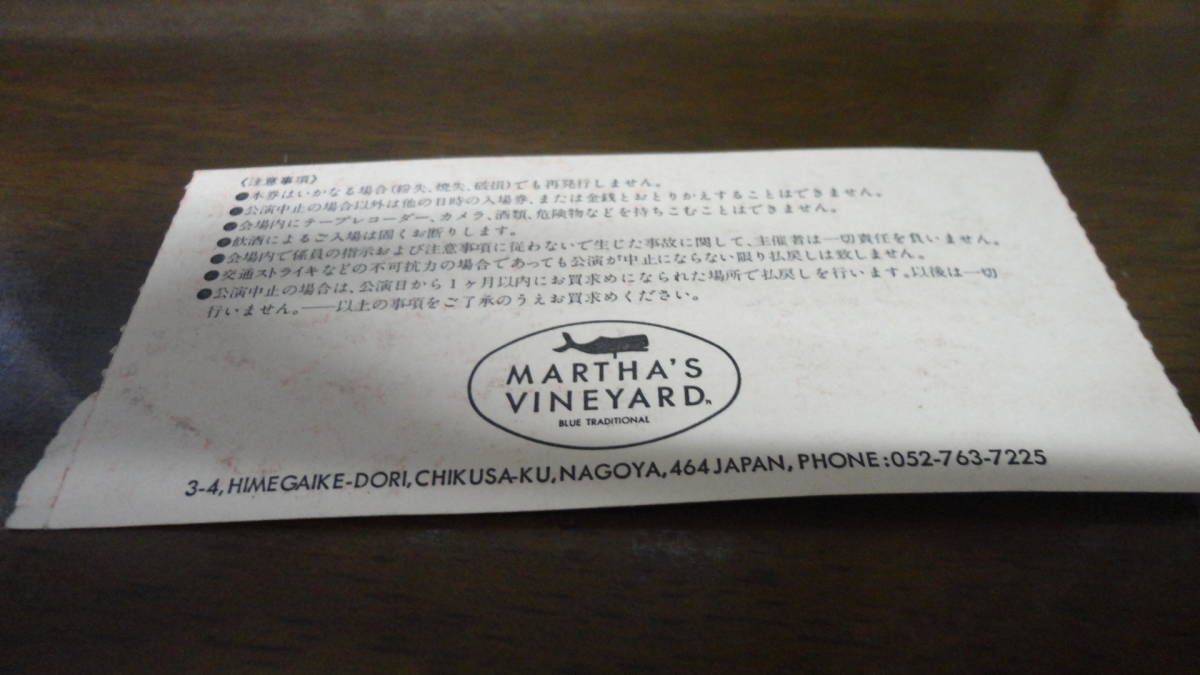 〈注意事項〉
●本券はいかなる場合(紛失、焼失、破損)でも再発行しません。
●公演中止の場合以外は他の日時の入場券、または金銭とおとりかえすることはできません。
●会場内にテープレコーダー、カメラ、酒類、危険物などを持ちこむことはできません。
●飲酒によるご入場は固くお断りします。
●会場内で係員の指示および注意事項に従わないで生じた事故に関して、主催者は一切責任を負いません。
●交通ストライキなどの不可抗力の場合であっても公演が中止にならない限り払戻しは致しません。
●公演中止の場合は、公演日から1ヶ月以内にお買求めになられた場所で払戻しを行います。以後は一切
行いません。——以上の事項をご了承のうえお買求めください。
MARTHA'S
VINEYARD
BLUE TRADITIONAL
3-4, HIMEGAIKE-DORI, CHIKUSA-KU, NAGOYA, 464 JAPAN, PHONE:052-763-7225